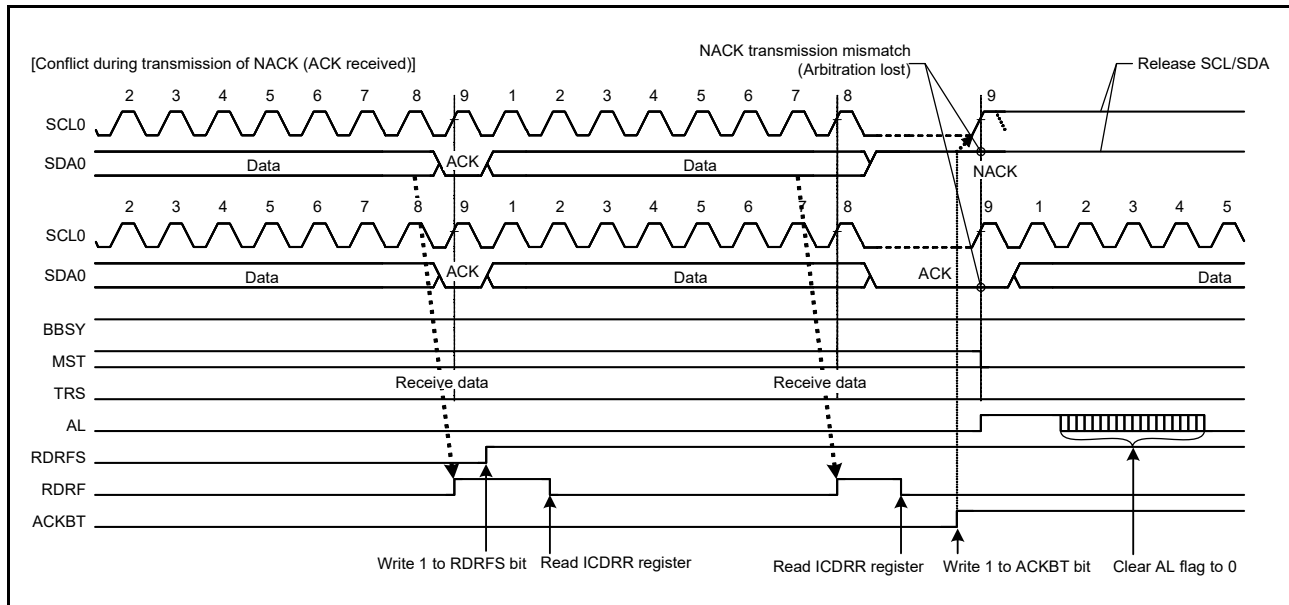 NACK transmission mismatch
(Arbitration lost)
[Conflict during transmission of NACK (ACK received)]
Release SCL/SDA
2 3 4 5 6 7 8 9 1 2 3 4 5 6 7 8 9
SCL0
SDA0 Data ACK Data NACK
2 3 4 5 6 7 8 9 1 2 3 4 5 6 7 8 9 1 2 3 4 5
SCL0
SDA0 Data ACK Data ACK Data
BBSY
MST
Receive data Receive data
TRS
AL
RDRFS
RDRF
ACKBT
Write 1 to RDRFS bit Read ICDRR register Read ICDRR register Write 1 to ACKBT bit Clear AL flag to 0